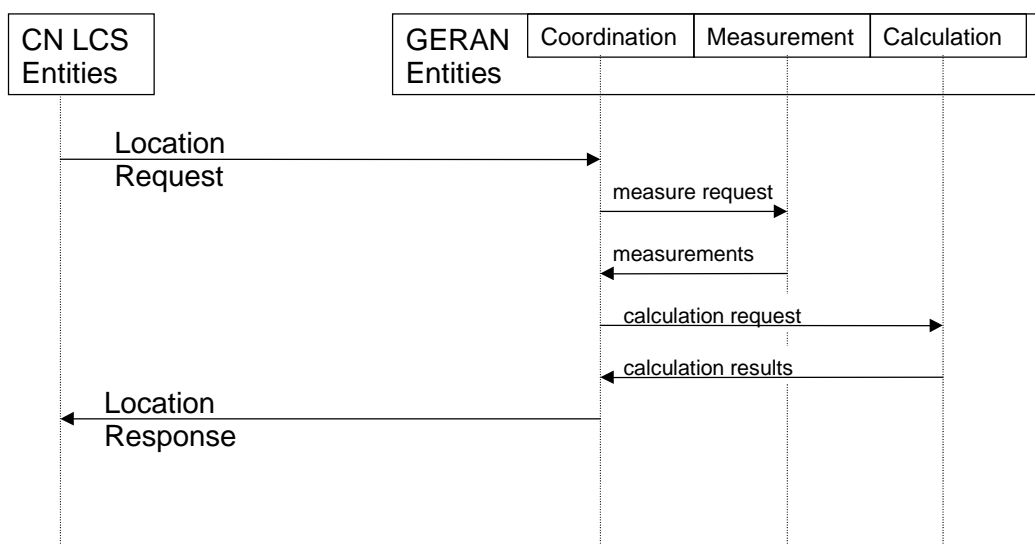 CN LCS
Entities
GERAN
Entities
Coordination
Measurement
Calculation
Location
Request
measure request
measurements
calculation request
calculation results
Location
Response